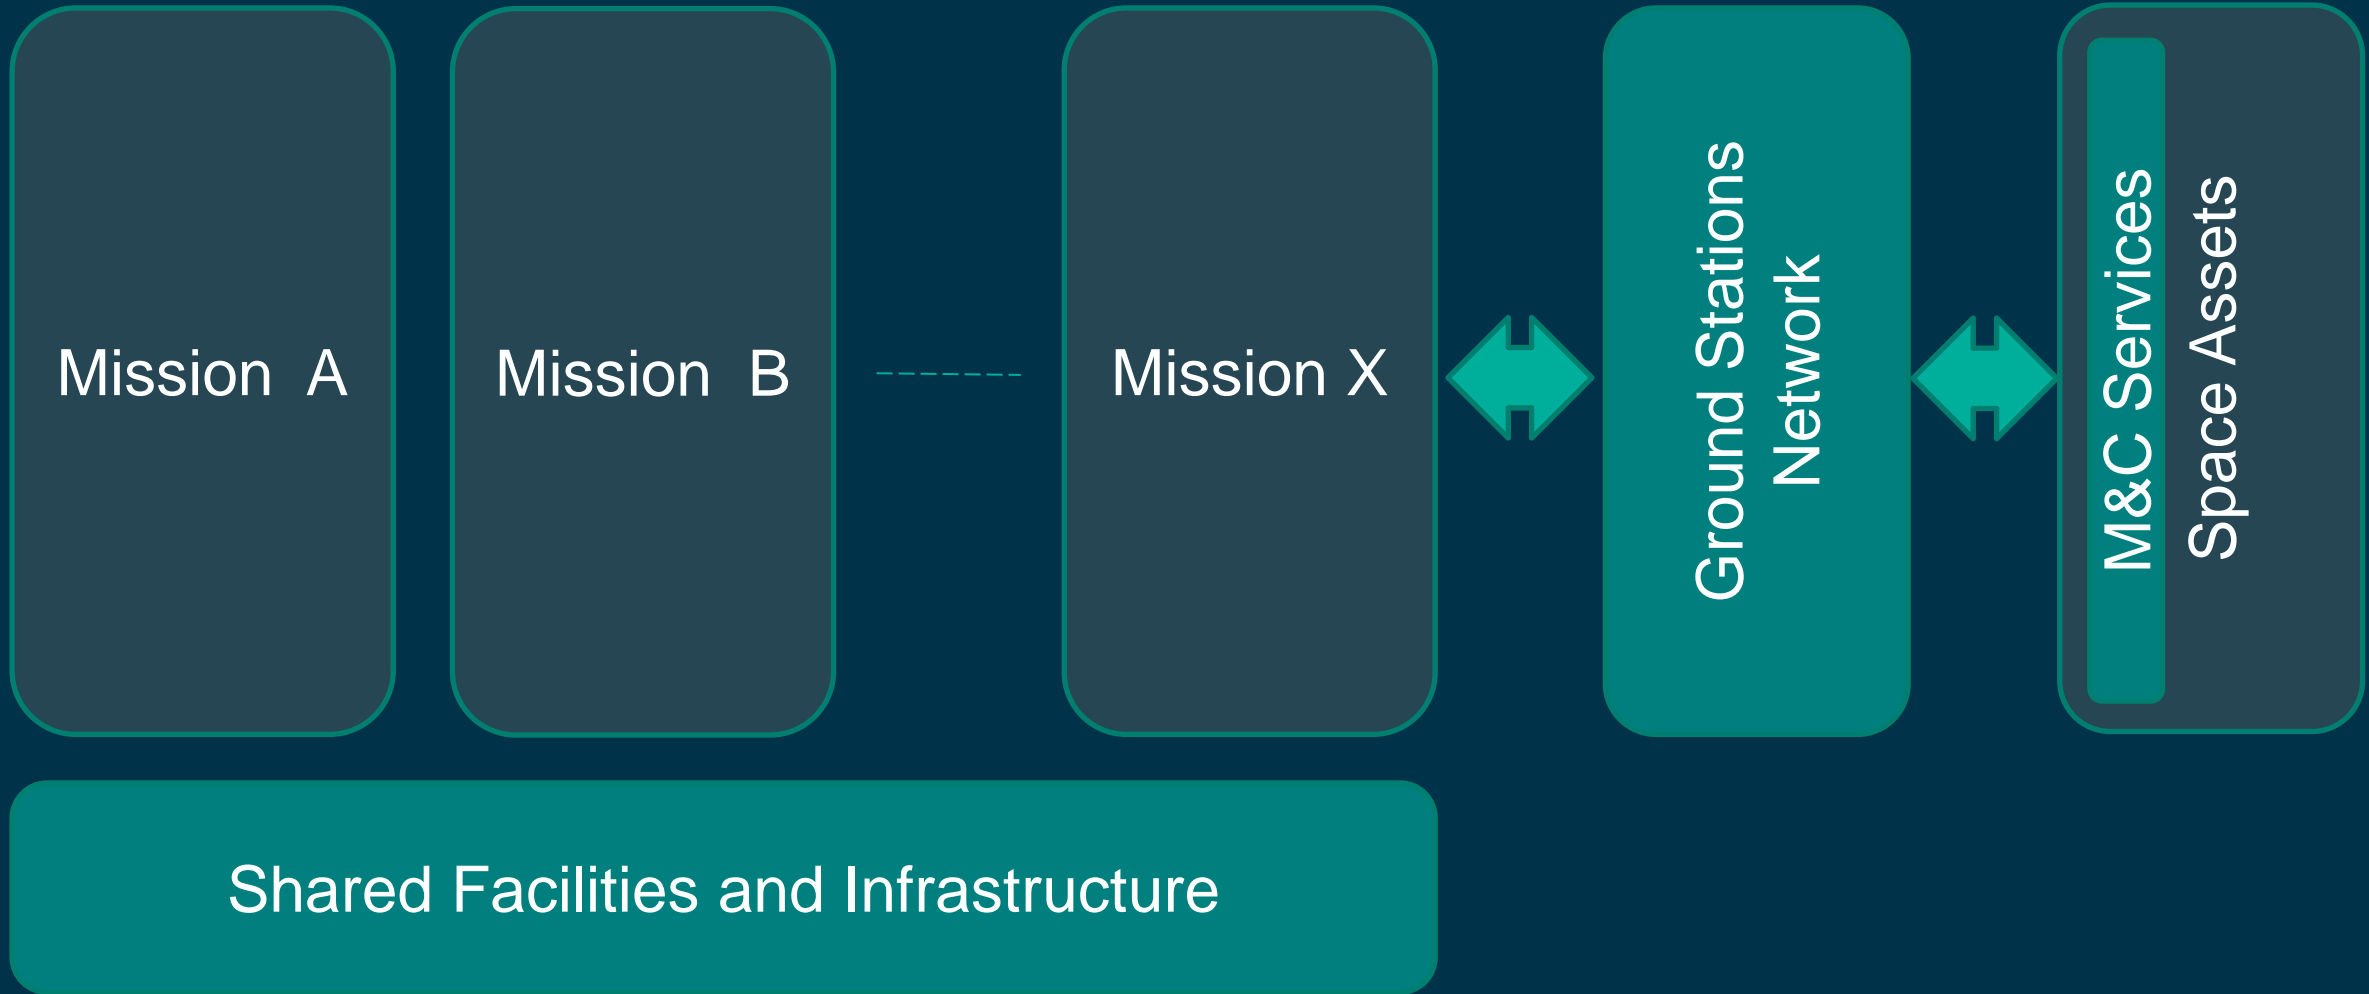 Mission  A
Mission  B
Mission X
Ground Stations
Network
M&C Services
Space Assets
Shared Facilities and Infrastructure